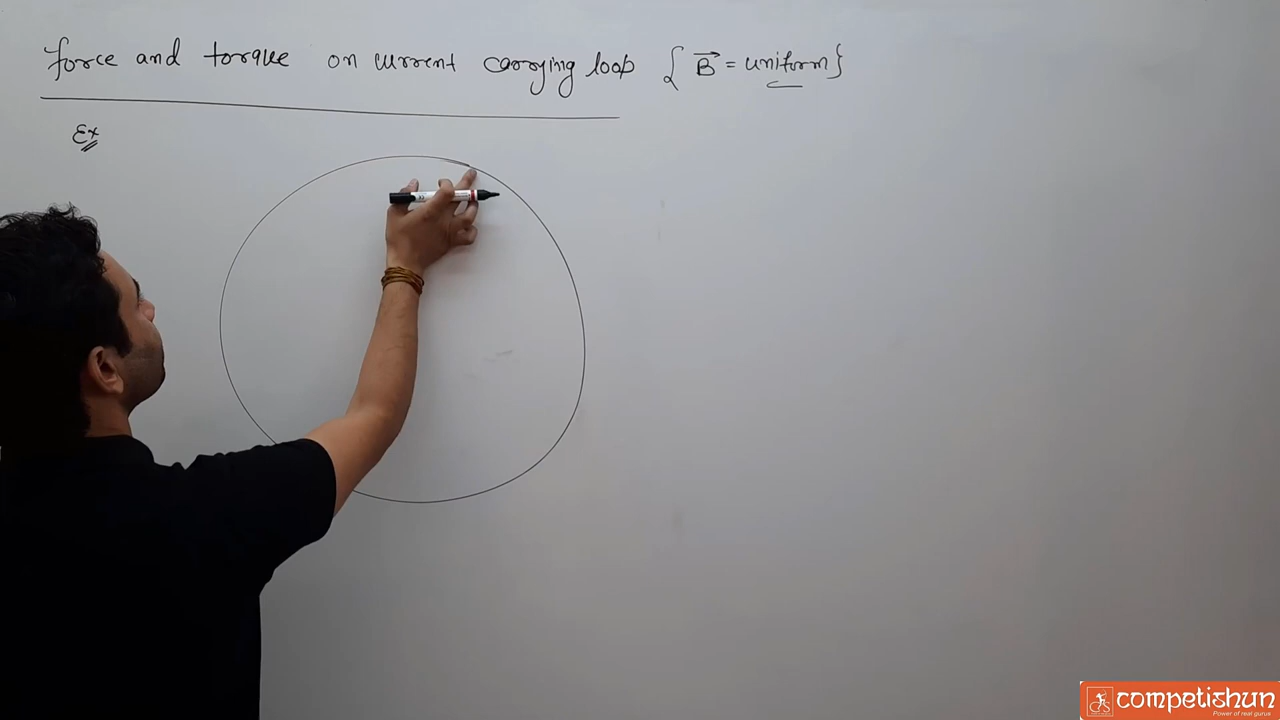 force and torque on current carrying loop { B⃗ = uniform}
Ex
competishun
Power of real gurus